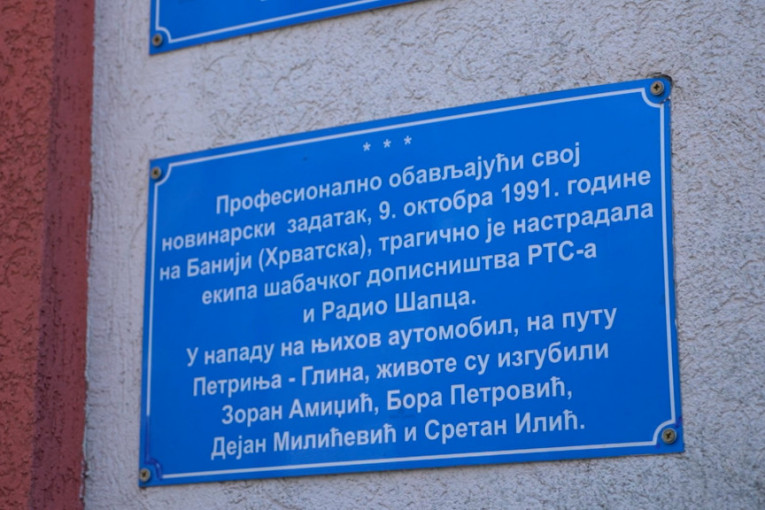 * * *
Професионално обављајући свој
новинарски задатак, 9. октобра 1991. године
на Банији (Хрватска), трагично је настрадала
екипа шабачког дописништва РТС-а
и Радио Шапца.
У нападу на њихов аутомобил, на путу
Петриња - Глина, животе су изгубили
Зоран Амиџић, Бора Петровић,
Дејан Милићевић и Сретан Илић.